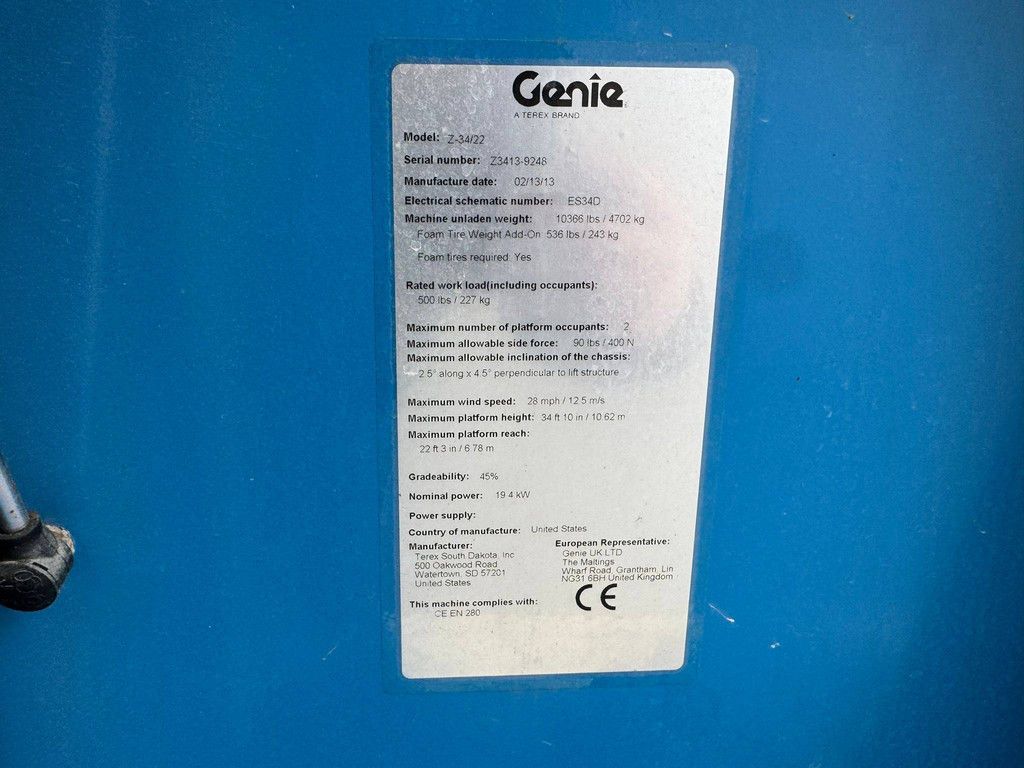 Genie
A TEREX BRAND
Model: Z-34/22
Serial number: Z3413-9248
Manufacture date: 02/13/13
Electrical schematic number: ES34D
Machine unladen weight: 10366 lbs / 4702 kg
Foam Tire Weight Add-On 536 lbs / 243 kg
Foam tires required Yes
Rated work load(including occupants):
500 lbs / 227 kg
Maximum number of platform occupants: 2
Maximum allowable side force: 90 lbs / 400 N
Maximum allowable inclination of the chassis:
2.5° along x 4.5° perpendicular to lift structure
Maximum wind speed: 28 mph / 12.5 m/s
Maximum platform height: 34 ft 10 in / 10.62 m
Maximum platform reach:
22 ft 3 in / 6.78 m
Gradeability: 45%
Nominal power: 19.4 kW
Power supply:
Country of manufacture: United States
Manufacturer:
Terex South Dakota, Inc
500 Oakwood Road
Watertown, SD 57201
United States
European Representative:
Genie UK LTD
The Maltings
Wharf Road, Grantham, Lin
NG31 6BH United Kingdom
This machine complies with:
CE EN 280
CE